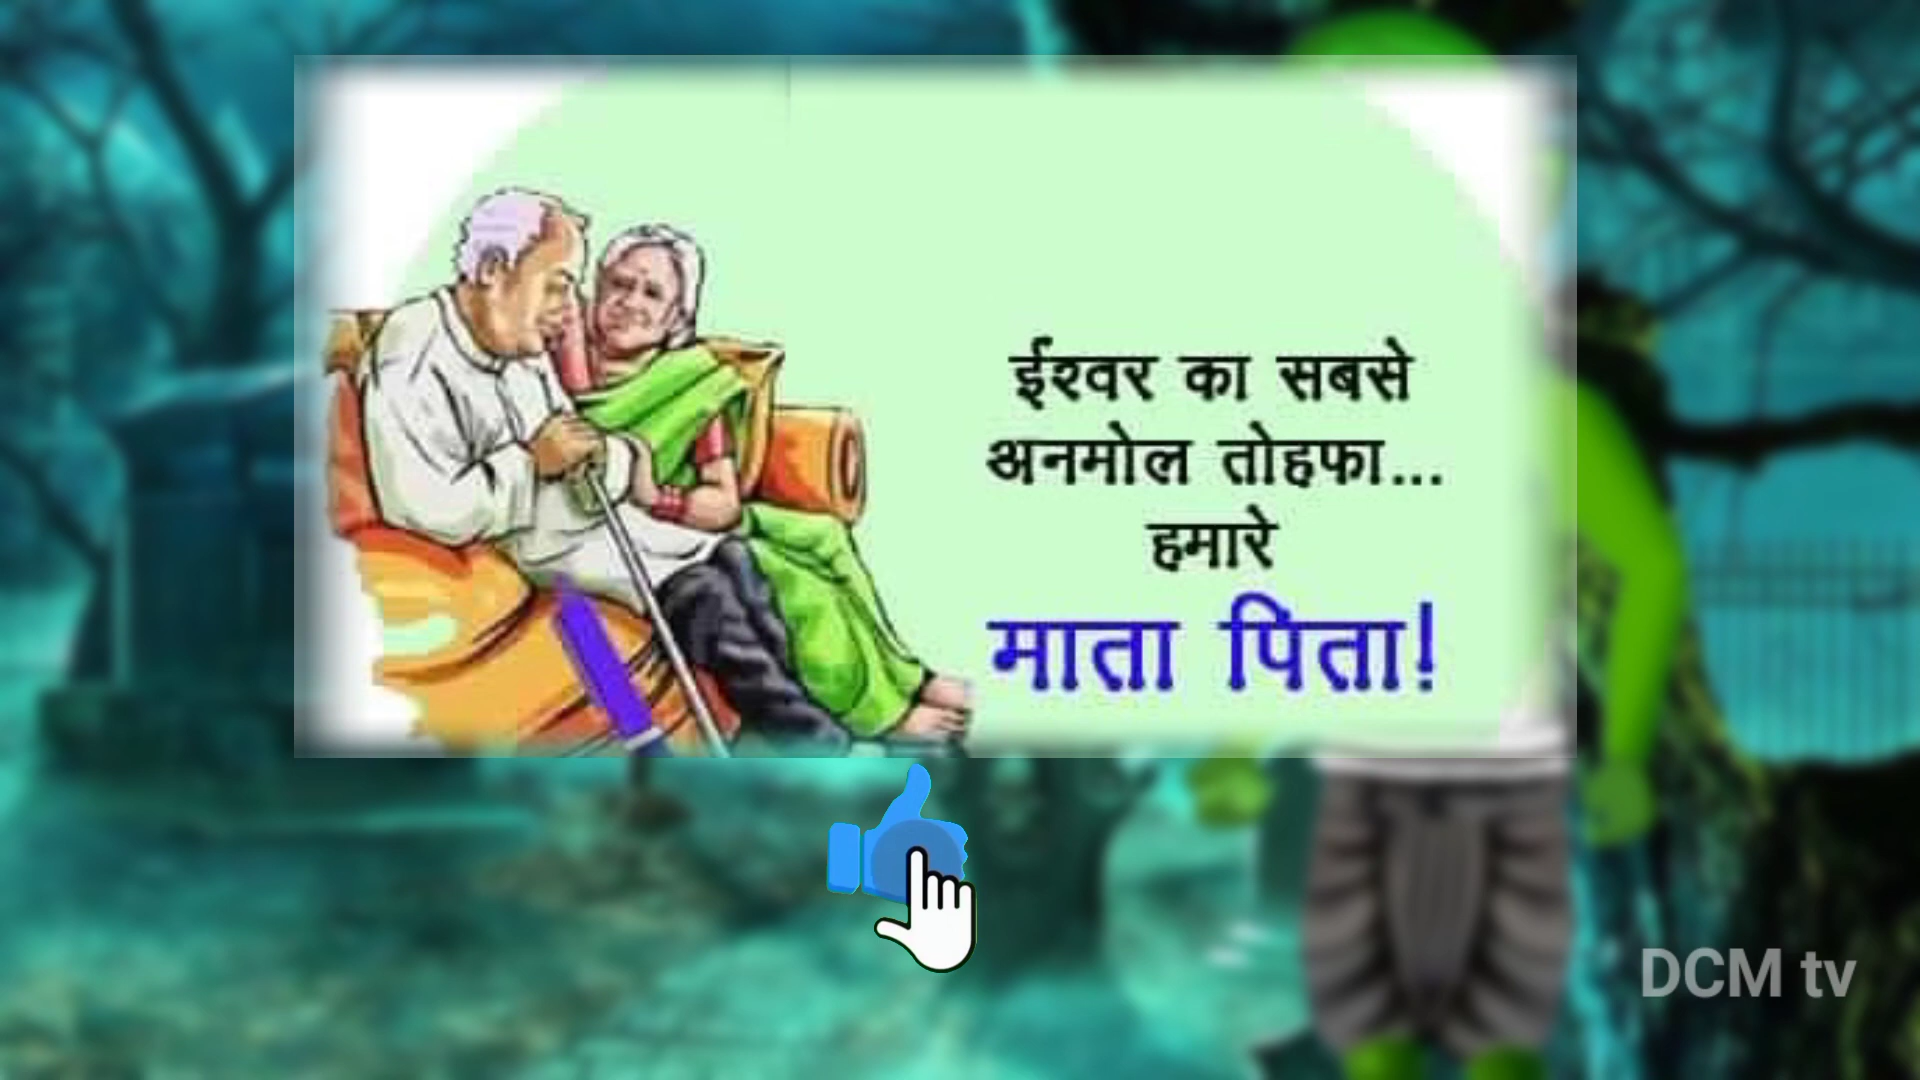 ईश्वर का सबसे
अनमोल तोहफा...
हमारे
माता पिता!
DCM tv